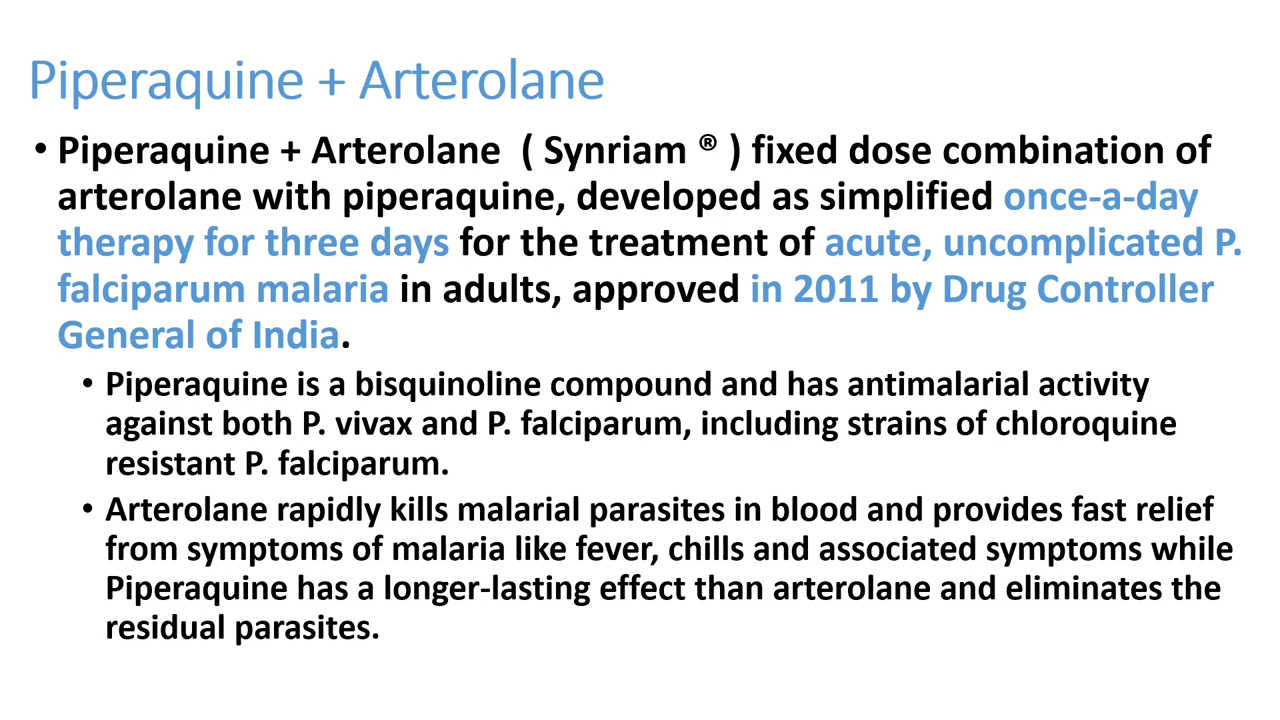 Piperaquine + Arterolane
• Piperaquine + Arterolane ( Synriam ® ) fixed dose combination of
arterolane with piperaquine, developed as simplified once-a-day
therapy for three days for the treatment of acute, uncomplicated P.
falciparum malaria in adults, approved in 2011 by Drug Controller
General of India.
• Piperaquine is a bisquinoline compound and has antimalarial activity
against both P. vivax and P. falciparum, including strains of chloroquine
resistant P. falciparum.
• Arterolane rapidly kills malarial parasites in blood and provides fast relief
from symptoms of malaria like fever, chills and associated symptoms while
Piperaquine has a longer-lasting effect than arterolane and eliminates the
residual parasites.